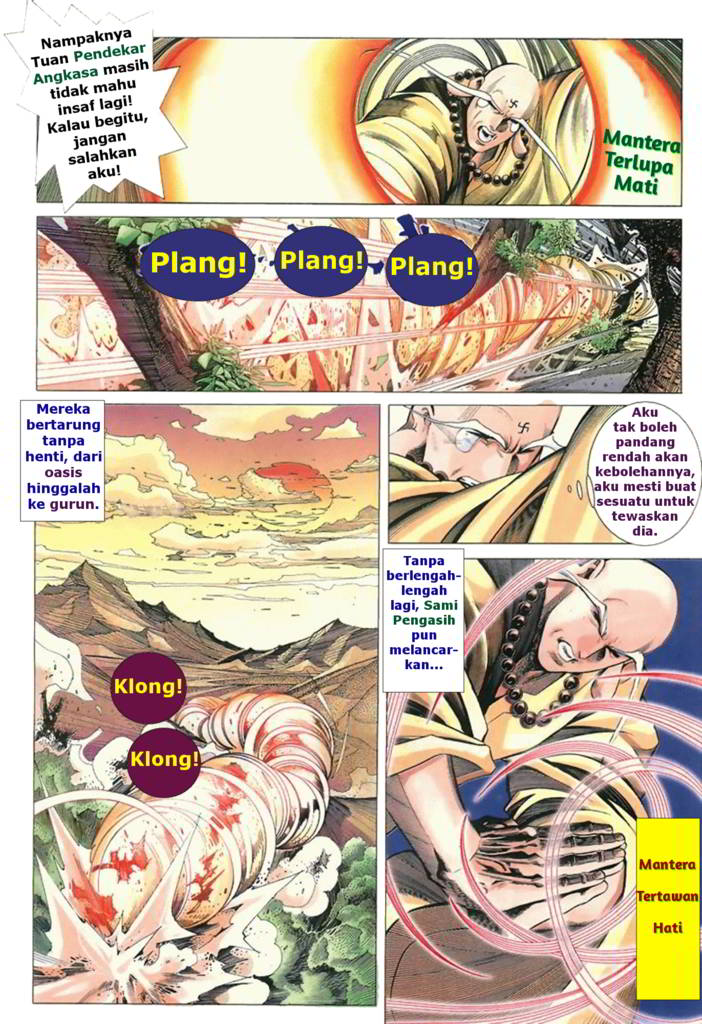 Nampaknya
Tuan Pendekar
Angkasa masih
tidak mahu
insaf lagi!
Kalau begitu,
jangan
salahkan
aku!
Mantera
Terlupa
Mati
Plang!
Plang!
Plang!
Mereka
bertarung
tanpa
henti, dari
oasis
hinggalah
ke gurun.
Klong!
Klong!
Aku
tak boleh
pandang
rendah akan
kebolehannya,
aku mesti buat
sesuatu untuk
tewaskan
dia.
Tanpa
berlengah-
lengah
lagi, Sami
Pengasih
pun
melancar-
kan...
Mantera
Tertawan
Hati